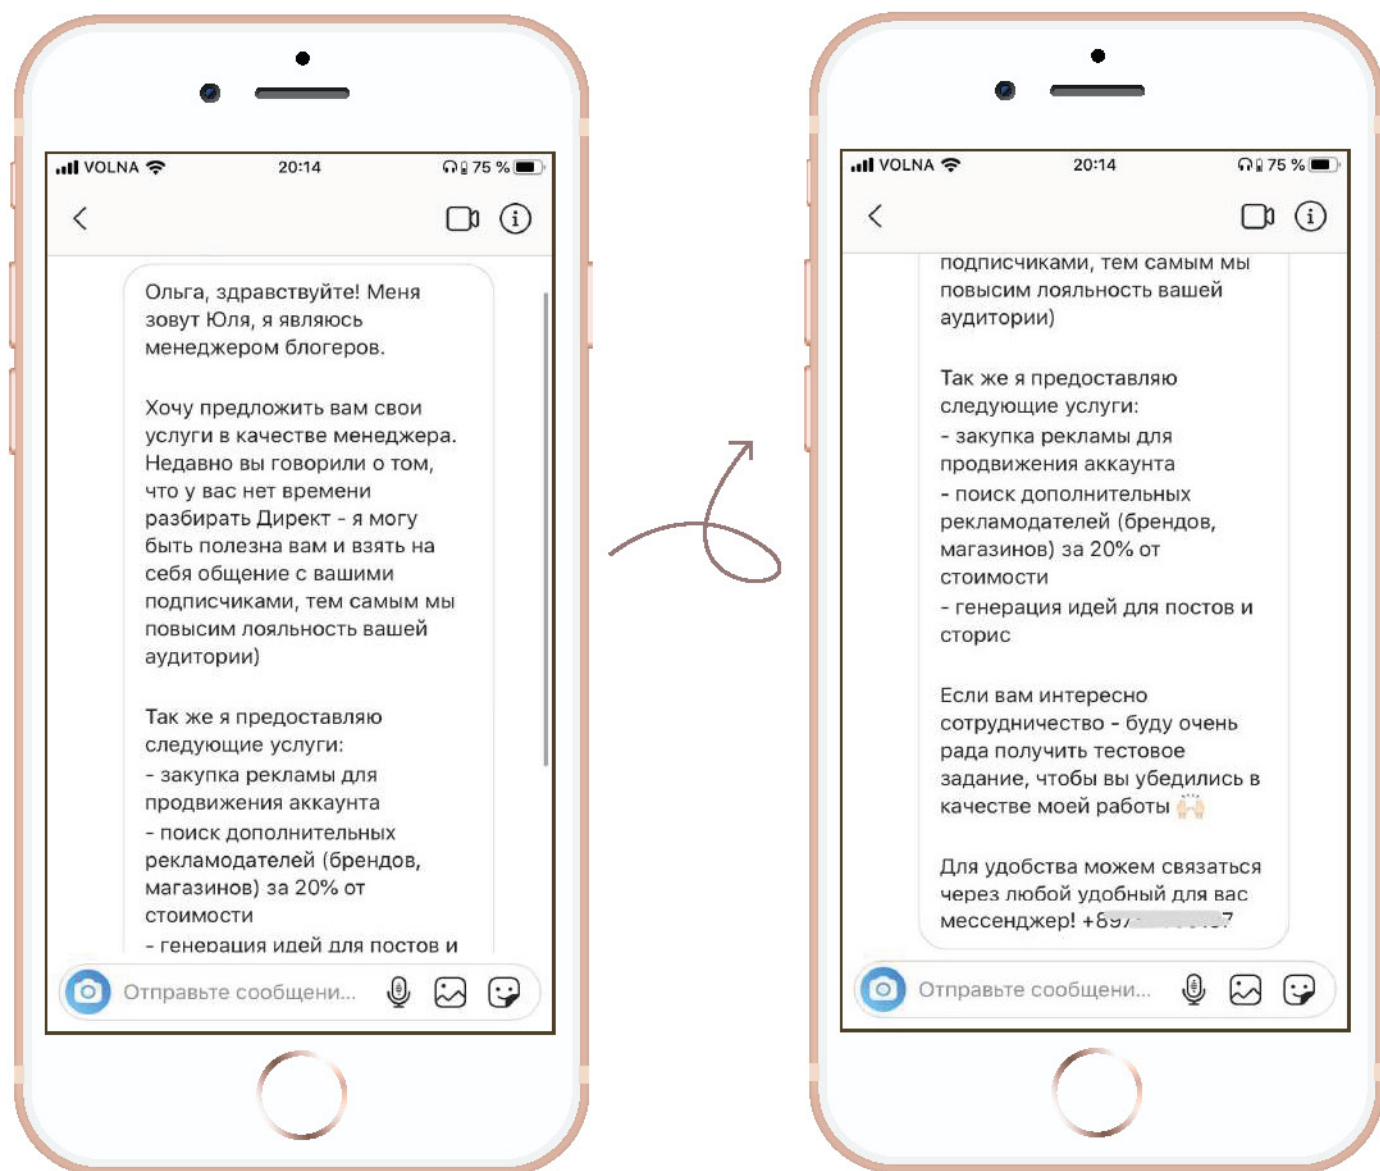 VOLNA 20:14 75 %
Ольга, здравствуйте! Меня
зовут Юля, я являюсь
менеджером блогеров.
Хочу предложить вам свои
услуги в качестве менеджера.
Недавно вы говорили о том,
что у вас нет времени
разбирать Директ - я могу
быть полезна вам и взять на
себя общение с вашими
подписчиками, тем самым мы
повысим лояльность вашей
аудитории)
Так же я предоставляю
следующие услуги:
- закупка рекламы для
продвижения аккаунта
- поиск дополнительных
рекламодателей (брендов,
магазинов) за 20% от
стоимости
- генерация идей для постов и
Отправьте сообщени...
VOLNA 20:14 75 %
подписчиками, тем самым мы
повысим лояльность вашей
аудитории)
Так же я предоставляю
следующие услуги:
- закупка рекламы для
продвижения аккаунта
- поиск дополнительных
рекламодателей (брендов,
магазинов) за 20% от
стоимости
- генерация идей для постов и
сторис
Если вам интересно
сотрудничество - буду очень
рада получить тестовое
задание, чтобы вы убедились в
качестве моей работы 🙌🏻
Для удобства можем связаться
через любой удобный для вас
мессенджер!
Отправьте сообщени...